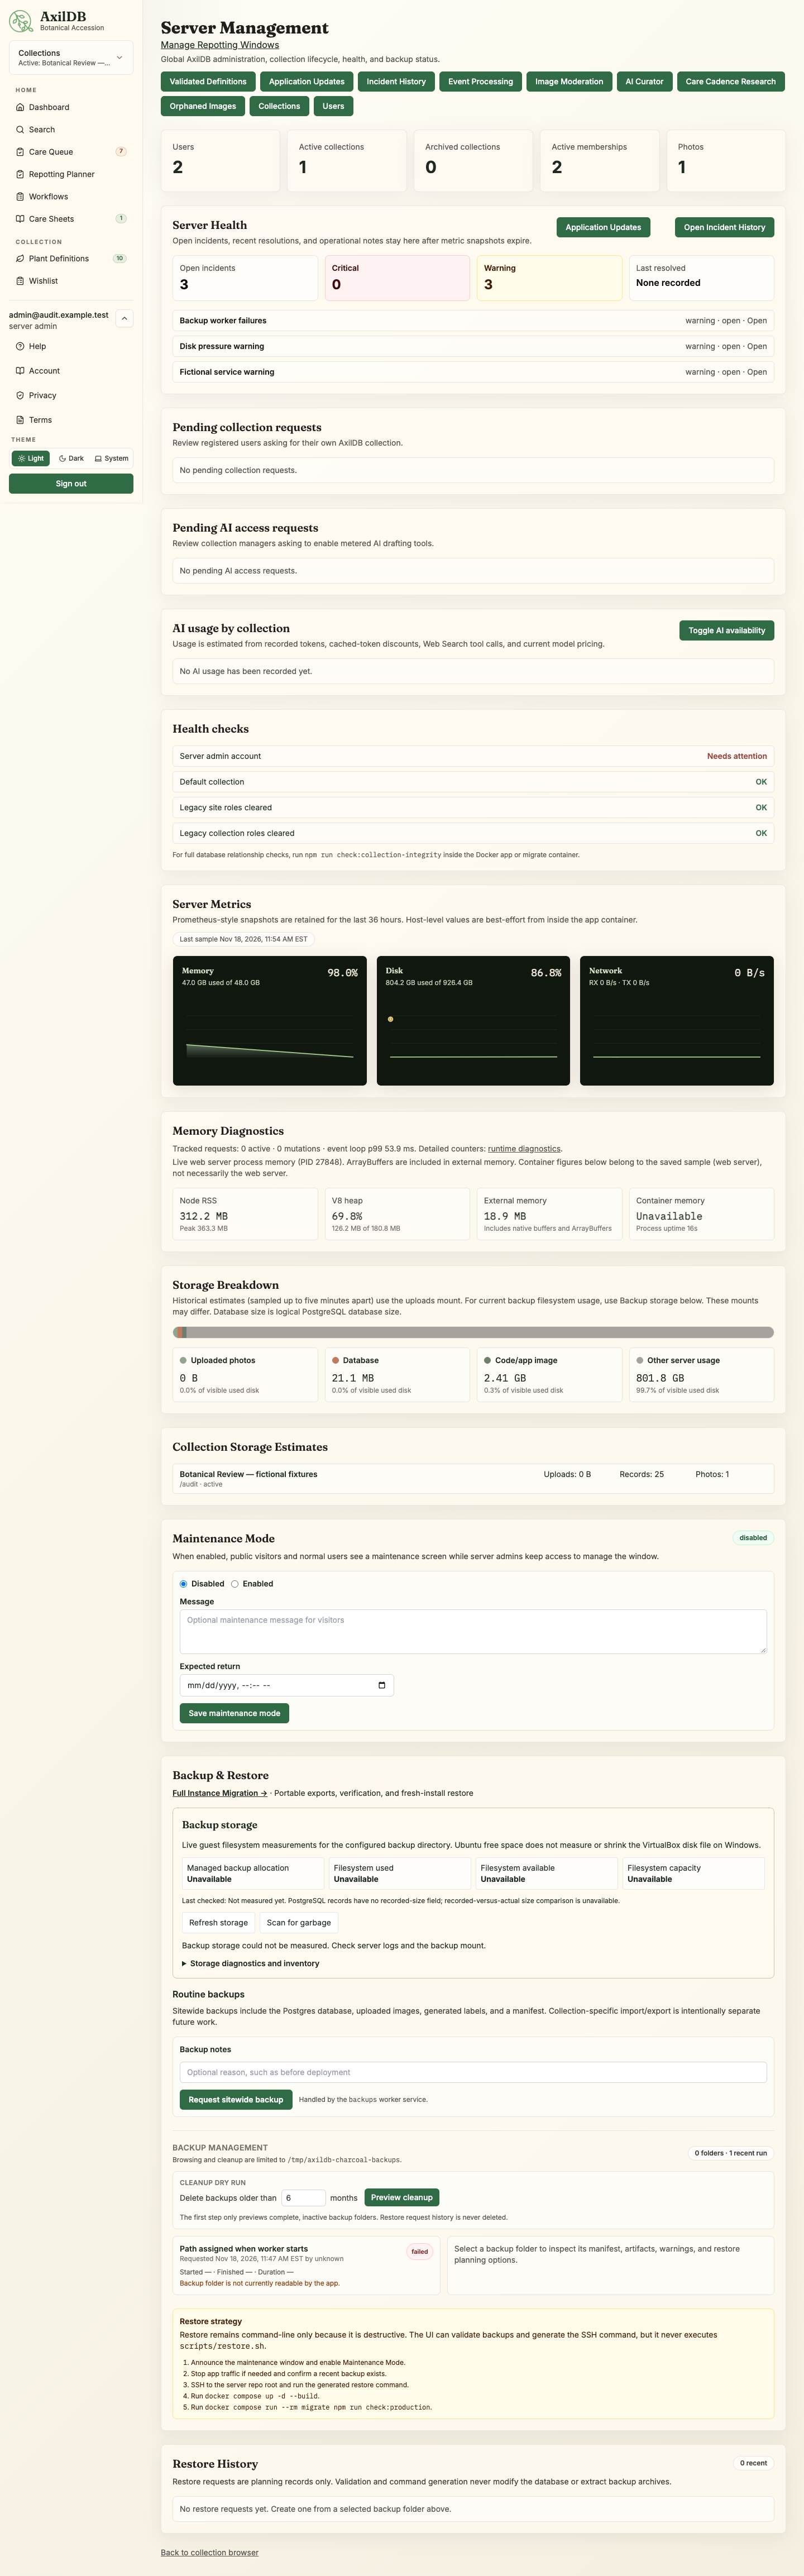 AxilDB
Botanical Accession
Collections
Active: Botanical Review —...
HOME
Dashboard
Search
Care Queue 7
Repotting Planner
Workflows
Care Sheets 1
COLLECTION
Plant Definitions 10
Wishlist
admin@audit.example.test
server admin
Help
Account
Privacy
Terms
THEME
Light Dark System
Sign out
Server Management
Manage Repotting Windows
Global AxilDB administration, collection lifecycle, health, and backup status.
Validated Definitions Application Updates Incident History Event Processing Image Moderation AI Curator Care Cadence Research
Orphaned Images Collections Users
Users Active collections Archived collections Active memberships Photos
2 1 0 2 1
Server Health
Open incidents, recent resolutions, and operational notes stay here after metric snapshots expire.
Application Updates Open Incident History
Open incidents Critical Warning Last resolved
3 0 3 None recorded
Backup worker failures warning · open · Open
Disk pressure warning warning · open · Open
Fictional service warning warning · open · Open
Pending collection requests
Review registered users asking for their own AxilDB collection.
No pending collection requests.
Pending AI access requests
Review collection managers asking to enable metered AI drafting tools.
No pending AI access requests.
AI usage by collection
Usage is estimated from recorded tokens, cached-token discounts, Web Search tool calls, and current model pricing.
Toggle AI availability
No AI usage has been recorded yet.
Health checks
Server admin account Needs attention
Default collection OK
Legacy site roles cleared OK
Legacy collection roles cleared OK
For full database relationship checks, run npm run check:collection-integrity inside the Docker app or migrate container.
Server Metrics
Prometheus-style snapshots are retained for the last 36 hours. Host-level values are best-effort from inside the app container.
Last sample Nov 18, 2026, 11:54 AM EST
Memory 98.0%
47.0 GB used of 48.0 GB
Disk 86.8%
804.2 GB used of 926.4 GB
Network 0 B/s
RX 0 B/s · TX 0 B/s
Memory Diagnostics
Tracked requests: 0 active · 0 mutations · event loop p99 53.9 ms. Detailed counters: runtime diagnostics.
Live web server process memory (PID 27848). ArrayBuffers are included in external memory. Container figures below belong to the saved sample (web server),
not necessarily the web server.
Node RSS V8 heap External memory Container memory
312.2 MB 69.8% 18.9 MB Unavailable
Peak 363.3 MB 126.2 MB of 180.8 MB Includes native buffers and ArrayBuffers Process uptime 16s
Storage Breakdown
Historical estimates (sampled up to five minutes apart) use the uploads mount. For current backup filesystem usage, use Backup storage below. These mounts
may differ. Database size is logical PostgreSQL database size.
Uploaded photos Database Code/app image Other server usage
0 B 21.1 MB 2.41 GB 801.8 GB
0.0% of visible used disk 0.0% of visible used disk 0.3% of visible used disk 99.7% of visible used disk
Collection Storage Estimates
Botanical Review — fictional fixtures Uploads: 0 B Records: 25 Photos: 1
/audit · active
Maintenance Mode disabled
When enabled, public visitors and normal users see a maintenance screen while server admins keep access to manage the window.
Disabled Enabled
Message
Optional maintenance message for visitors
Expected return
mm/dd/yyyy, --:-- --
Save maintenance mode
Backup & Restore
Full Instance Migration → · Portable exports, verification, and fresh-install restore
Backup storage
Live guest filesystem measurements for the configured backup directory. Ubuntu free space does not measure or shrink the VirtualBox disk file on Windows.
Managed backup allocation Filesystem used Filesystem available Filesystem capacity
Unavailable Unavailable Unavailable Unavailable
Last checked: Not measured yet. PostgreSQL records have no recorded-size field; recorded-versus-actual size comparison is unavailable.
Refresh storage Scan for garbage
Backup storage could not be measured. Check server logs and the backup mount.
Storage diagnostics and inventory
Routine backups
Sitewide backups include the Postgres database, uploaded images, generated labels, and a manifest. Collection-specific import/export is intentionally separate
future work.
Backup notes
Optional reason, such as before deployment
Request sitewide backup Handled by the backups worker service.
BACKUP MANAGEMENT
Browsing and cleanup are limited to /tmp/axildb-charcoal-backups.
0 folders · 1 recent run
CLEANUP DRY RUN
Delete backups older than 6 months Preview cleanup
The first step only previews complete, inactive backup folders. Restore request history is never deleted.
Path assigned when worker starts failed
Requested Nov 18, 2026, 11:47 AM EST by unknown
Started — · Finished — · Duration —
Backup folder is not currently readable by the app.
Select a backup folder to inspect its manifest, artifacts, warnings, and restore
planning options.
Restore strategy
Restore remains command-line only because it is destructive. The UI can validate backups and generate the SSH command, but it never executes
scripts/restore.sh.
1. Announce the maintenance window and enable Maintenance Mode.
2. Stop app traffic if needed and confirm a recent backup exists.
3. SSH to the server repo root and run the generated restore command.
4. Run docker compose up -d --build.
5. Run docker compose run --rm migrate npm run check:production.
Restore History 0 recent
Restore requests are planning records only. Validation and command generation never modify the database or extract backup archives.
No restore requests yet. Create one from a selected backup folder above.
Back to collection browser